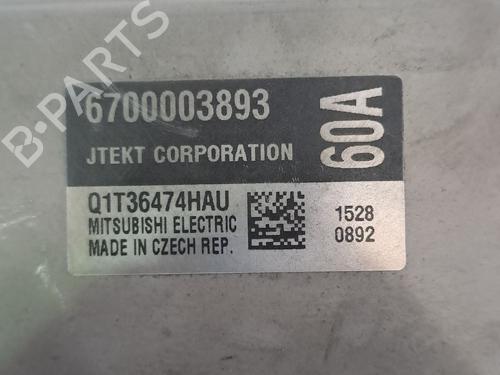 B-PARTS
6700003893
60A
JTEKT CORPORATION
Q1T36474HAU
MITSUBISHI ELECTRIC
MADE IN CZECH REP.
1528
0892